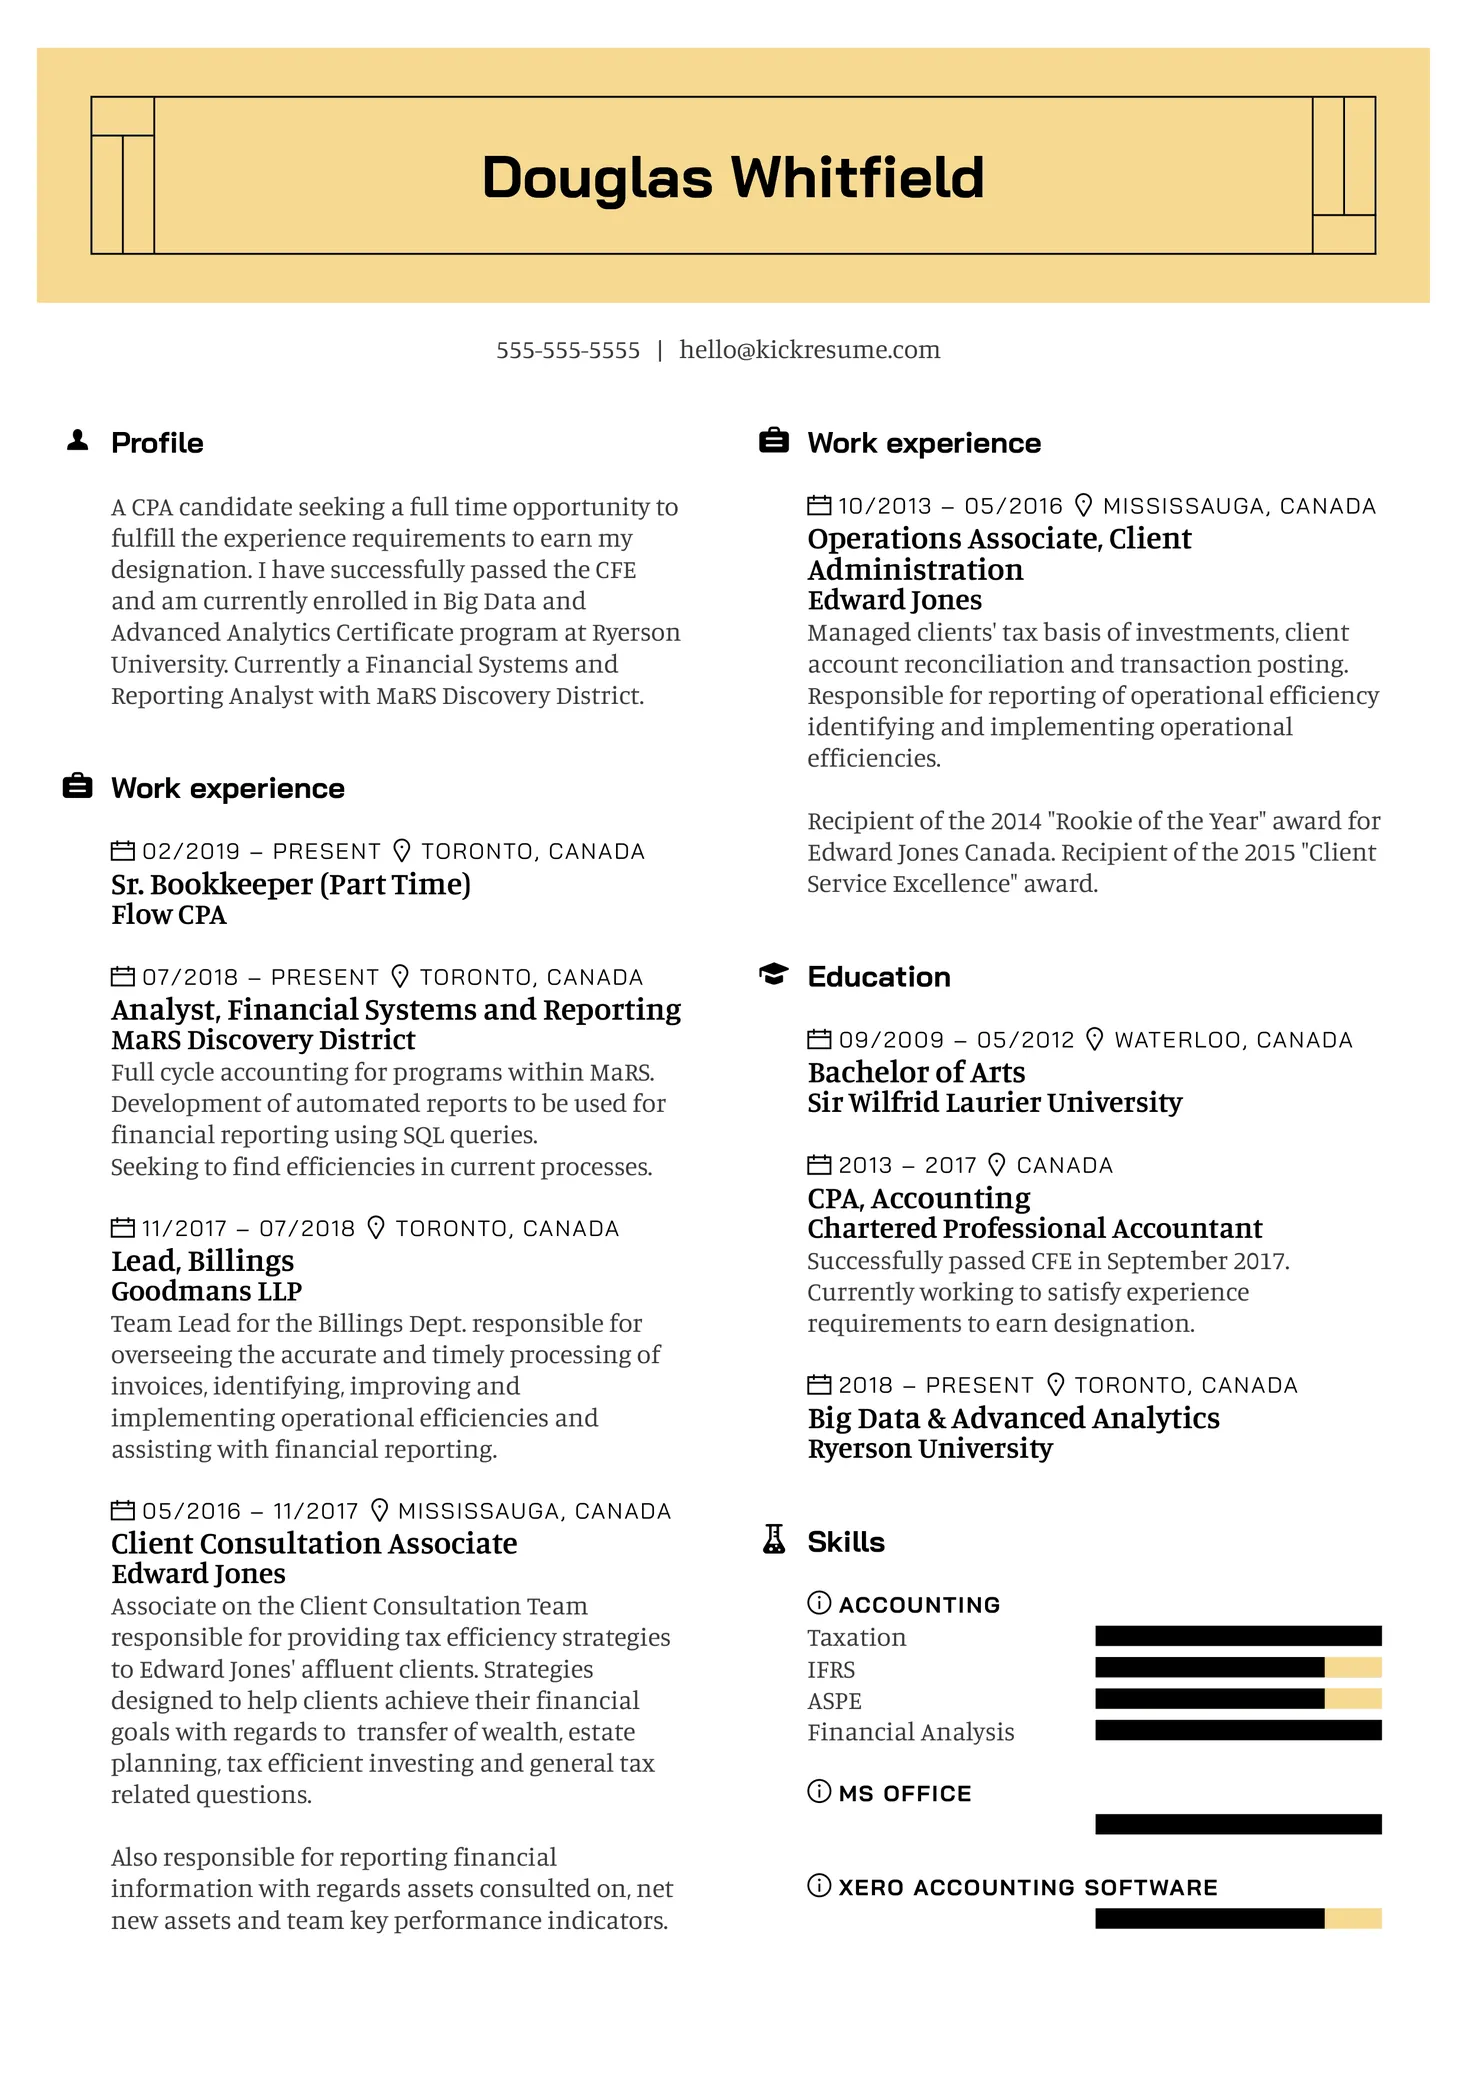 Douglas Whitfield
555-555-5555 | hello@kickresume.com
Profile
A CPA candidate seeking a full time opportunity to
fulfill the experience requirements to earn my
designation. I have successfully passed the CFE
and am currently enrolled in Big Data and
Advanced Analytics Certificate program at Ryerson
University. Currently a Financial Systems and
Reporting Analyst with MaRS Discovery District.
Work experience
02/2019 – PRESENT TORONTO, CANADA
Sr. Bookkeeper (Part Time)
Flow CPA
07/2018 – PRESENT TORONTO, CANADA
Analyst, Financial Systems and Reporting
MaRS Discovery District
Full cycle accounting for programs within MaRS.
Development of automated reports to be used for
financial reporting using SQL queries.
Seeking to find efficiencies in current processes.
11/2017 – 07/2018 TORONTO, CANADA
Lead, Billings
Goodmans LLP
Team Lead for the Billings Dept. responsible for
overseeing the accurate and timely processing of
invoices, identifying, improving and
implementing operational efficiencies and
assisting with financial reporting.
05/2016 – 11/2017 MISSISSAUGA, CANADA
Client Consultation Associate
Edward Jones
Associate on the Client Consultation Team
responsible for providing tax efficiency strategies
to Edward Jones' affluent clients. Strategies
designed to help clients achieve their financial
goals with regards to  transfer of wealth, estate
planning, tax efficient investing and general tax
related questions.
Also responsible for reporting financial
information with regards assets consulted on, net
new assets and team key performance indicators.
Work experience
10/2013 – 05/2016 MISSISSAUGA, CANADA
Operations Associate, Client
Administration
Edward Jones
Managed clients' tax basis of investments, client
account reconciliation and transaction posting.
Responsible for reporting of operational efficiency
identifying and implementing operational
efficiencies.
Recipient of the 2014 "Rookie of the Year" award for
Edward Jones Canada. Recipient of the 2015 "Client
Service Excellence" award.
Education
09/2009 – 05/2012 WATERLOO, CANADA
Bachelor of Arts
Sir Wilfrid Laurier University
2013 – 2017 CANADA
CPA, Accounting
Chartered Professional Accountant
Successfully passed CFE in September 2017.
Currently working to satisfy experience
requirements to earn designation.
2018 – PRESENT TORONTO, CANADA
Big Data & Advanced Analytics
Ryerson University
Skills
ACCOUNTING
Taxation
IFRS
ASPE
Financial Analysis
MS OFFICE
XERO ACCOUNTING SOFTWARE